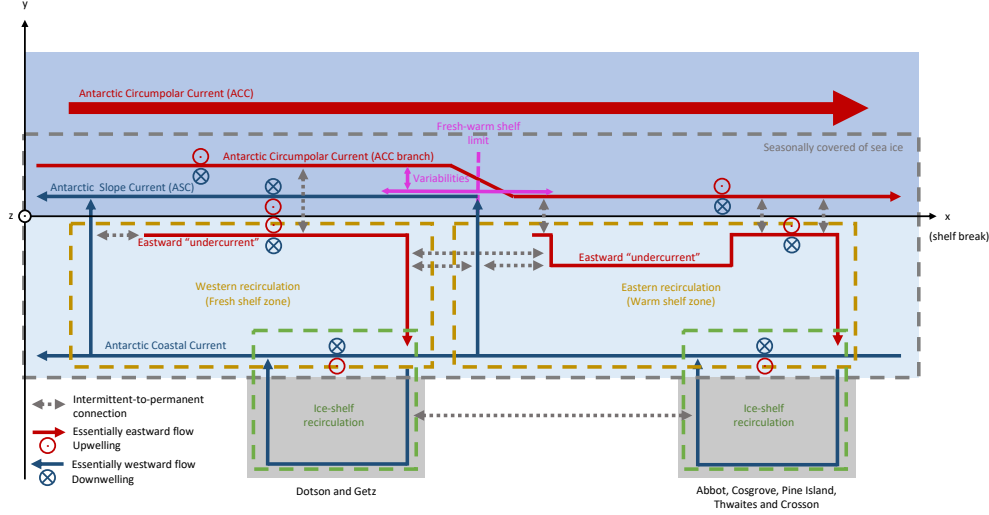 y
Antarctic Circumpolar Current (ACC)
Fresh-warm shelf
limit
Seasonally covered of sea ice
Antarctic Circumpolar Current (ACC branch)
Variabilities
Antarctic Slope Current (ASC)
z
x
(shelf break)
Eastward "undercurrent"
Eastward "undercurrent"
Western recirculation
(Fresh shelf zone)
Eastern recirculation
(Warm shelf zone)
Antarctic Coastal Current
Intermittent-to-permanent
connection
Essentially eastward flow
Upwelling
Essentially westward flow
Downwelling
Ice-shelf
recirculation
Ice-shelf
recirculation
Dotson and Getz
Abbot, Cosgrove, Pine Island,
Thwaites and Crosson